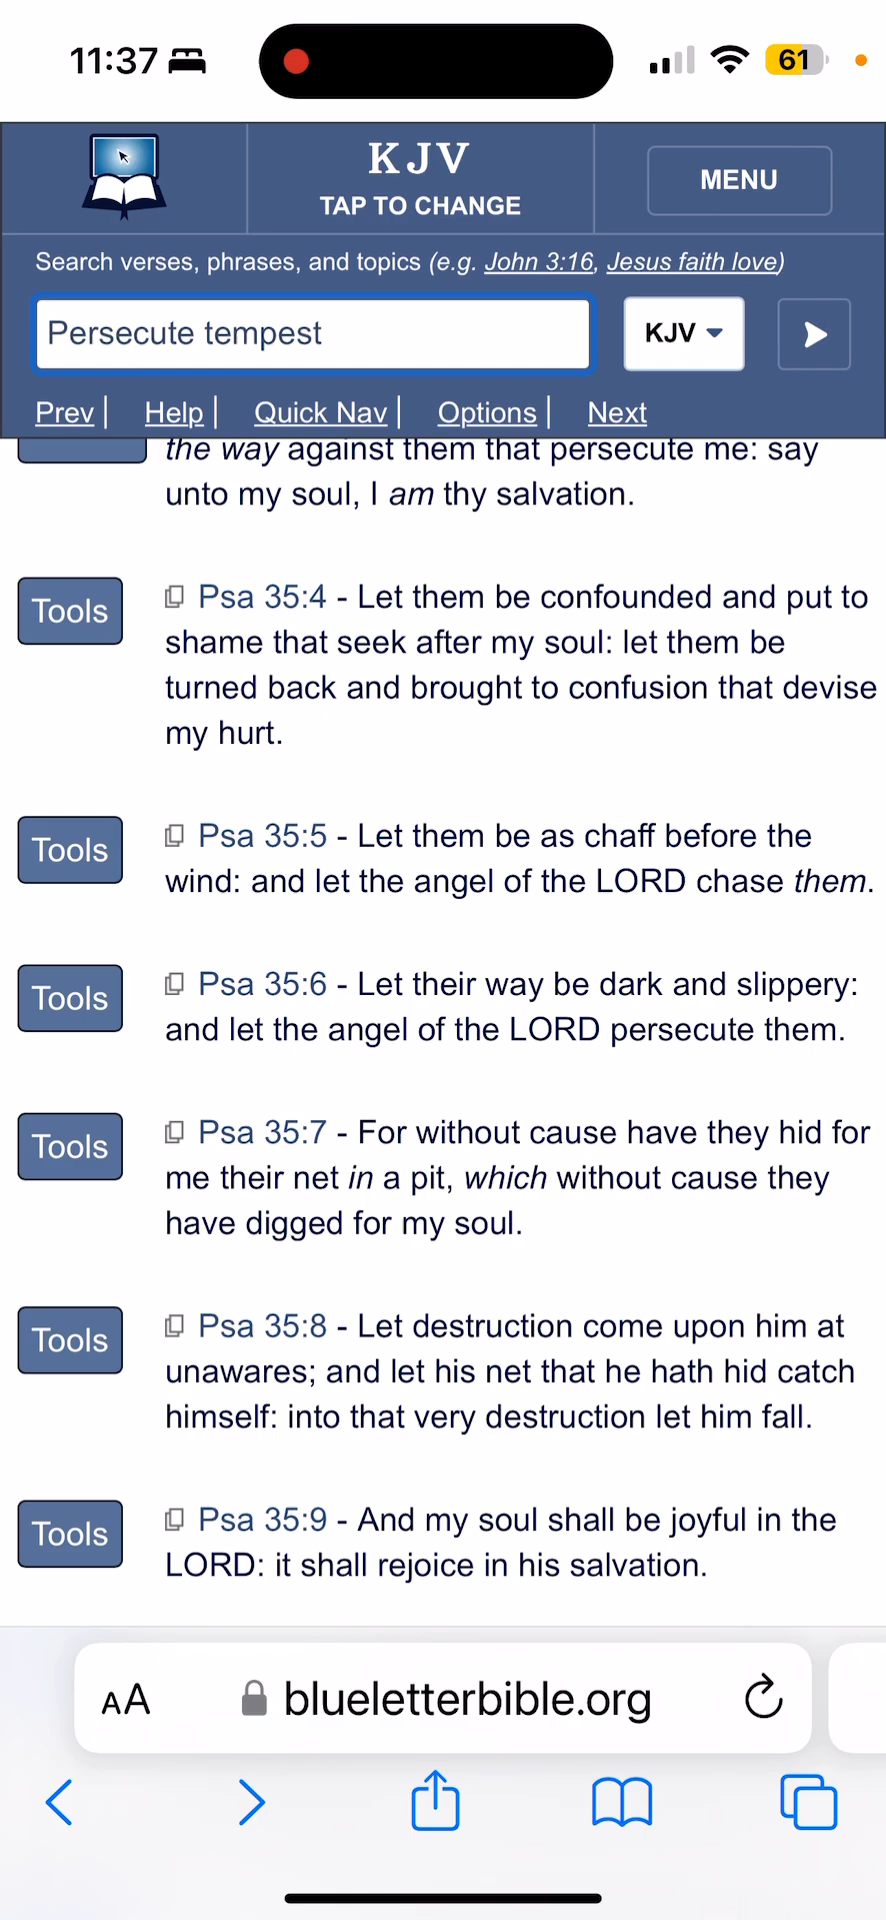 11:37
61
KJV
TAP TO CHANGE
MENU
Search verses, phrases, and topics (e.g. John 3:16, Jesus faith love)
Persecute tempest
KJV
Prev | Help | Quick Nav | Options | Next
the way against them that persecute me: say
unto my soul, I am thy salvation.
Tools
Psa 35:4 - Let them be confounded and put to
shame that seek after my soul: let them be
turned back and brought to confusion that devise
my hurt.
Tools
Psa 35:5 - Let them be as chaff before the
wind: and let the angel of the LORD chase them.
Tools
Psa 35:6 - Let their way be dark and slippery:
and let the angel of the LORD persecute them.
Tools
Psa 35:7 - For without cause have they hid for
me their net in a pit, which without cause they
have digged for my soul.
Tools
Psa 35:8 - Let destruction come upon him at
unawares; and let his net that he hath hid catch
himself: into that very destruction let him fall.
Tools
Psa 35:9 - And my soul shall be joyful in the
LORD: it shall rejoice in his salvation.
AA blueletterbible.org